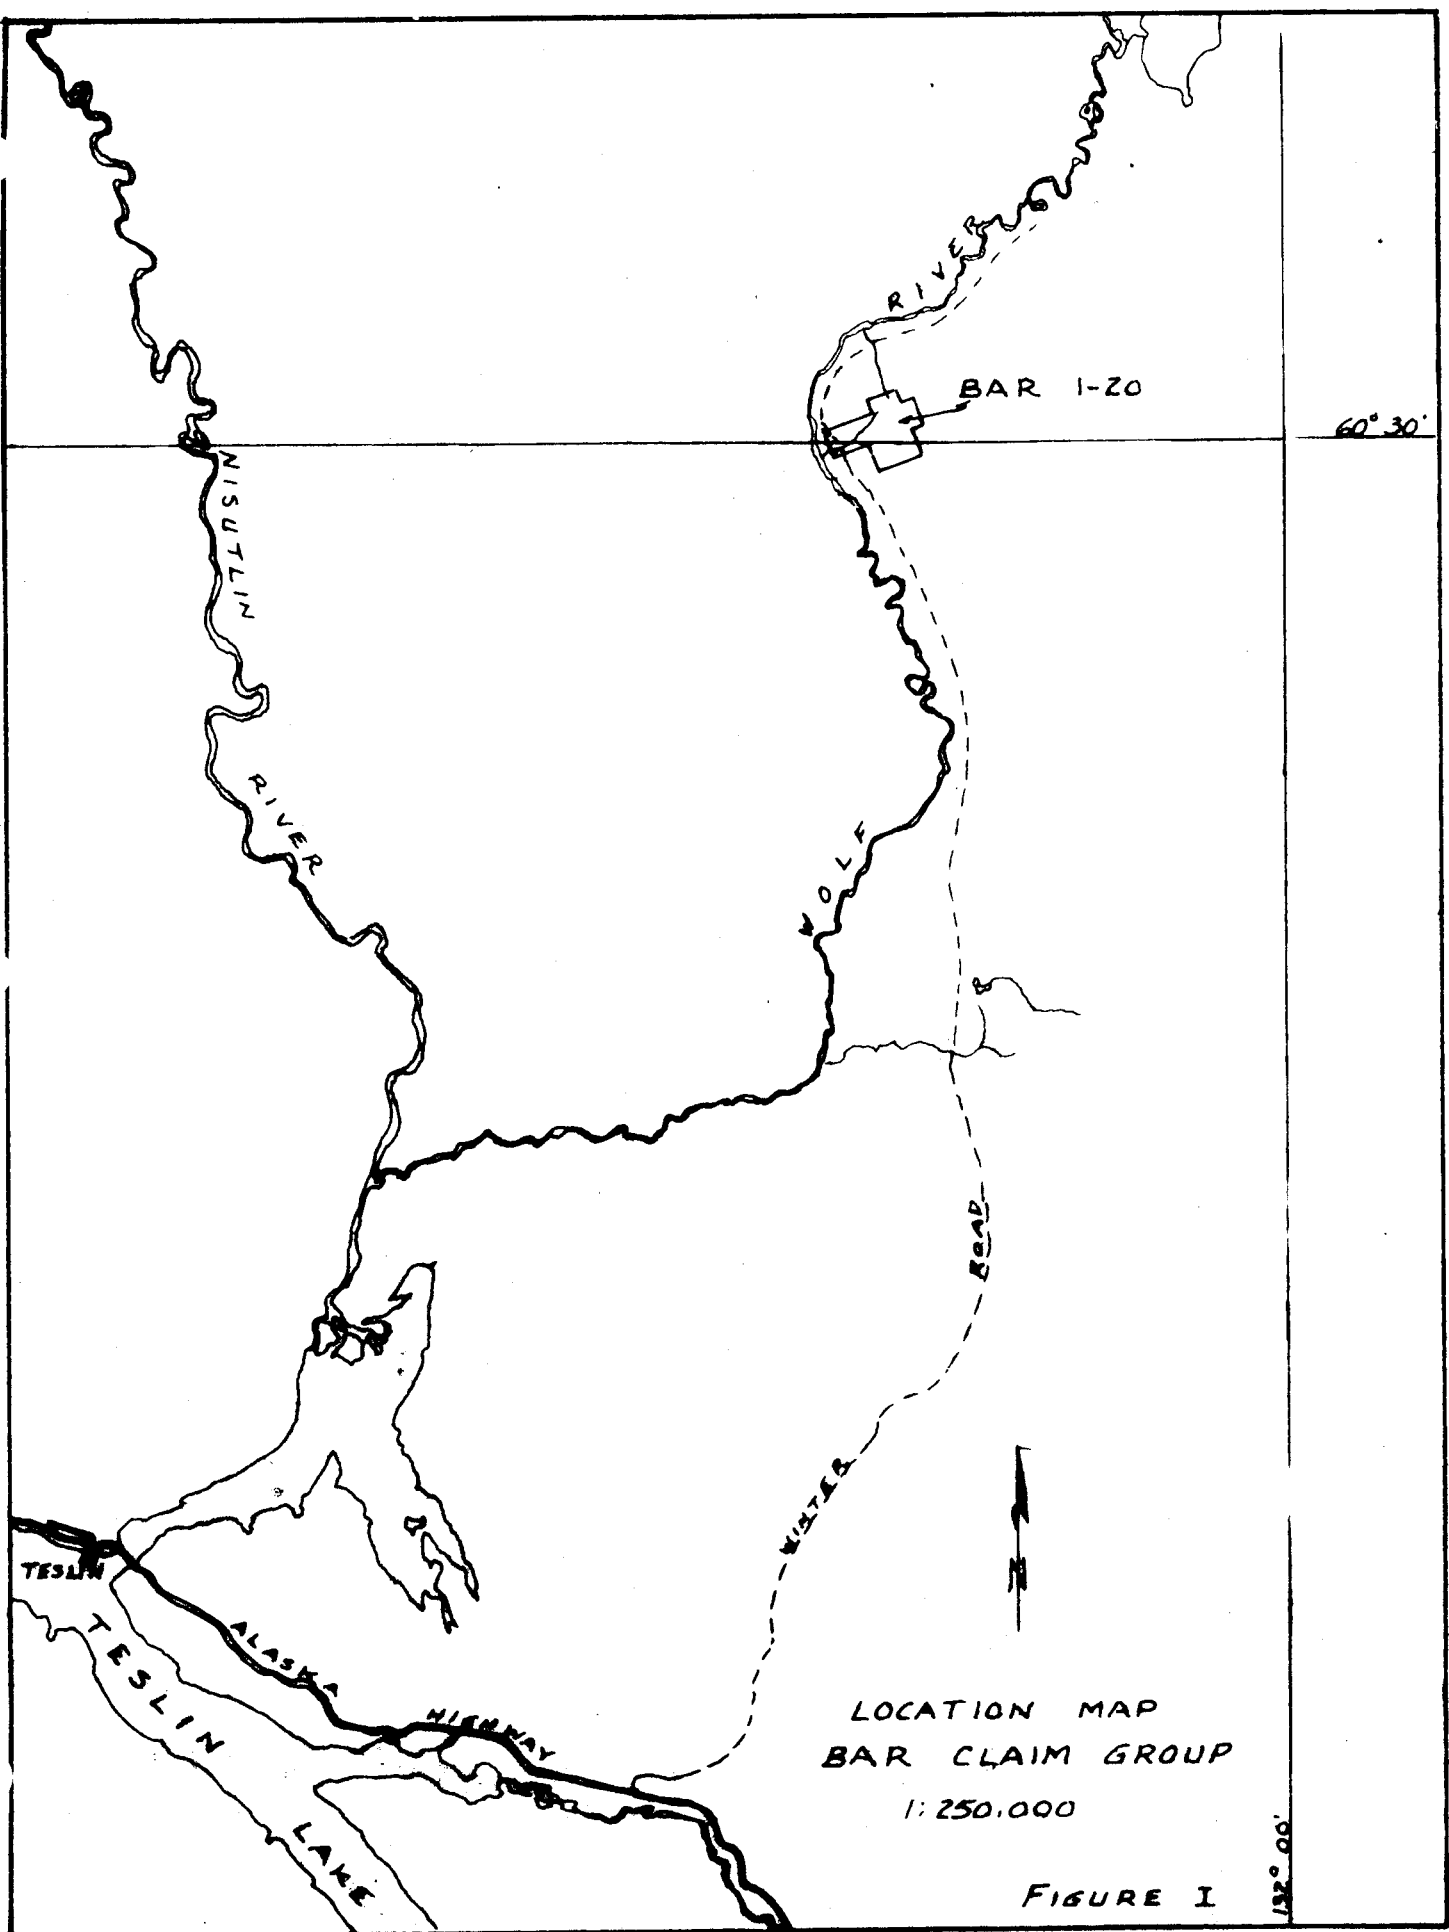 RIVER
BAR 1-20
60° 30'
NISUTLIN
RIVER
WOLF
ROAD
WINTER
N
TESLIN
ALASKA
HIGHWAY
TESLIN
LAKE
LOCATION MAP
BAR CLAIM GROUP
1:250.000
132° 00'
FIGURE I